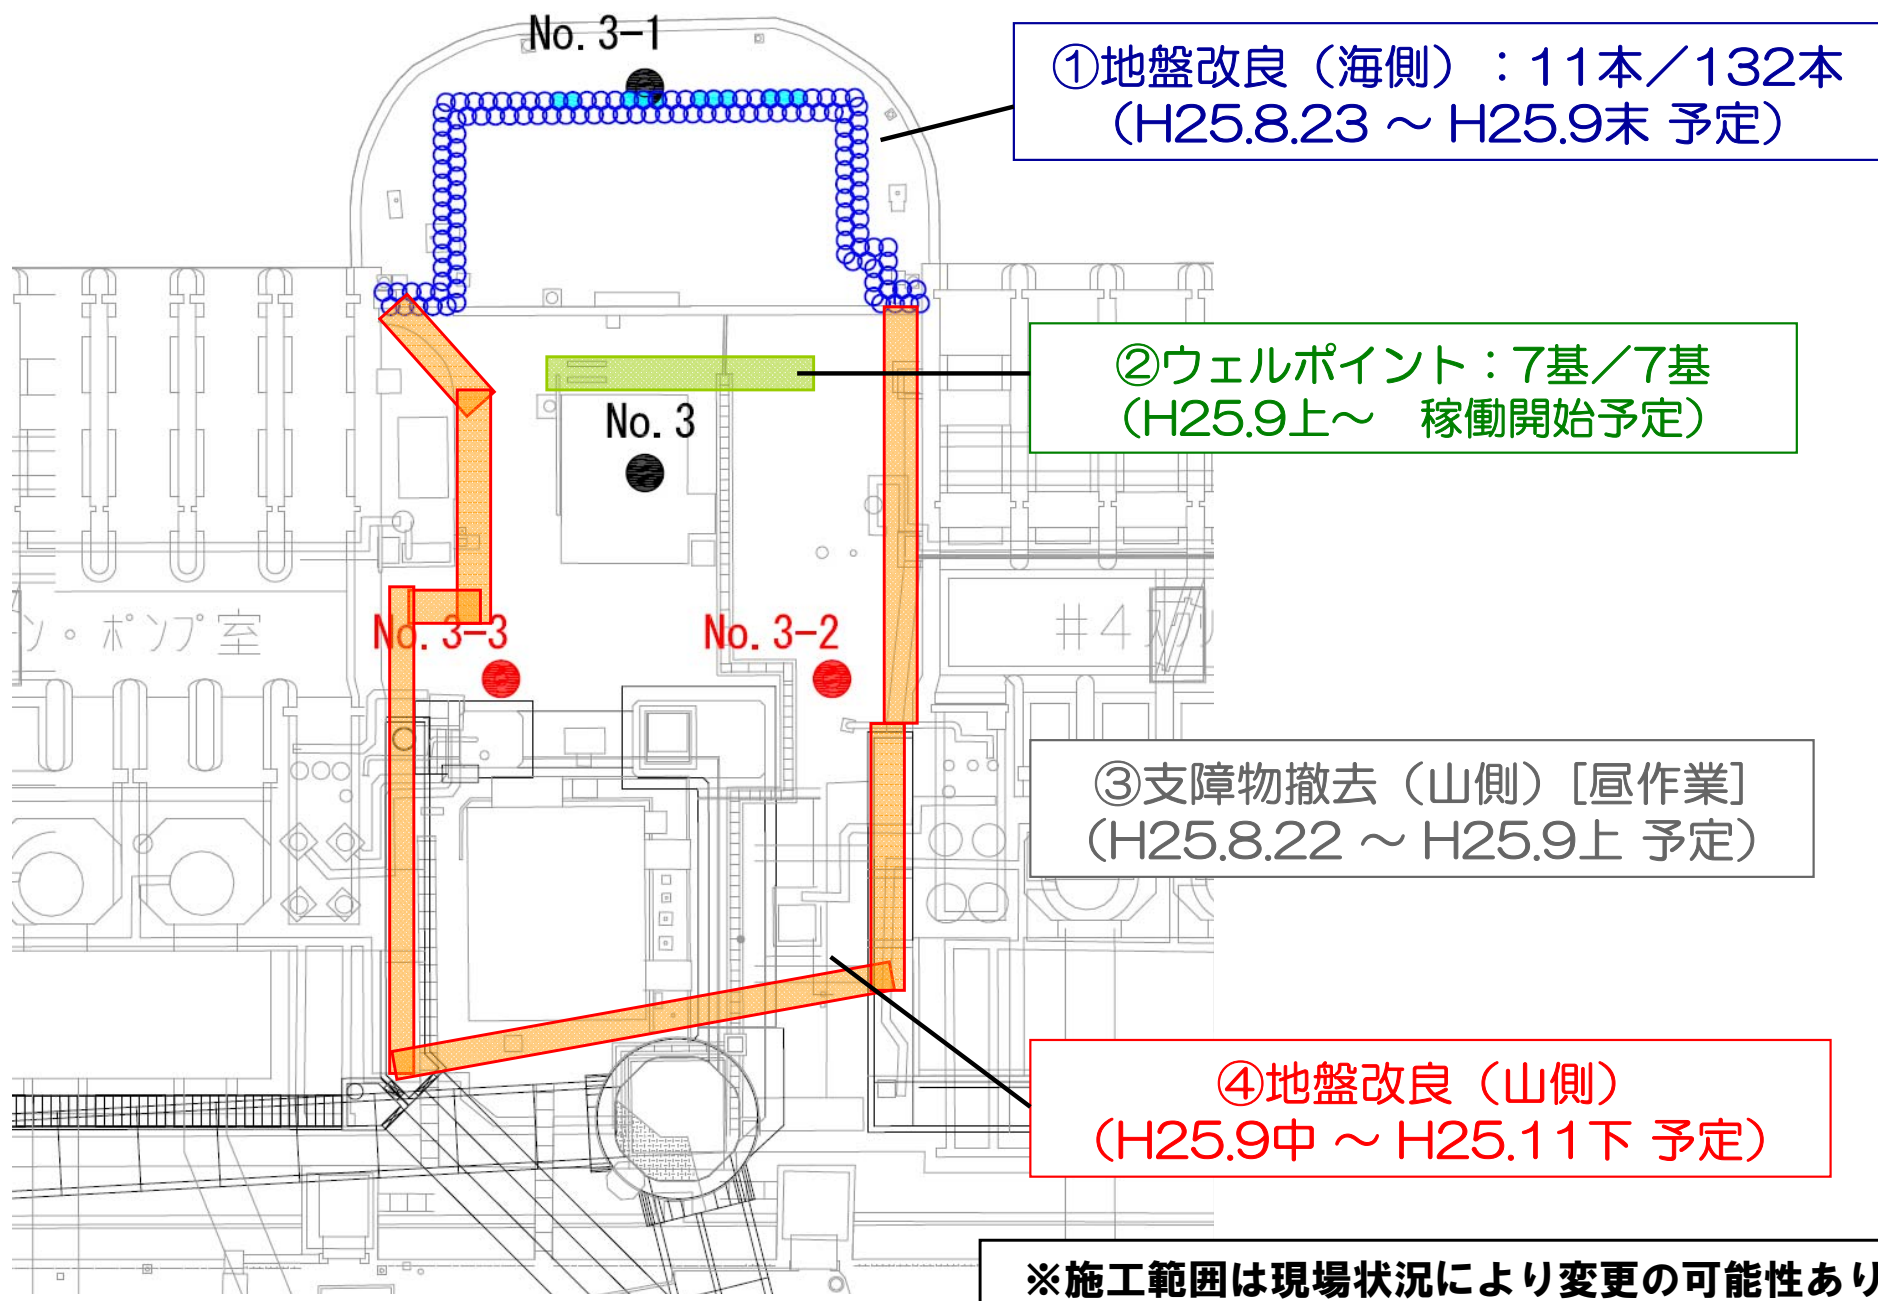 No. 3-1
①地盤改良（海側）：11本／132本
（H25.8.23 ～ H25.9末 予定）
②ウェルポイント：7基／7基
（H25.9上～　稼働開始予定）
No. 3
ン・ポンプ室
No. 3-3
No. 3-2
#4
③支障物撤去（山側）[昼作業]
（H25.8.22 ～ H25.9上 予定）
④地盤改良（山側）
（H25.9中 ～ H25.11下 予定）
※施工範囲は現場状況により変更の可能性あり